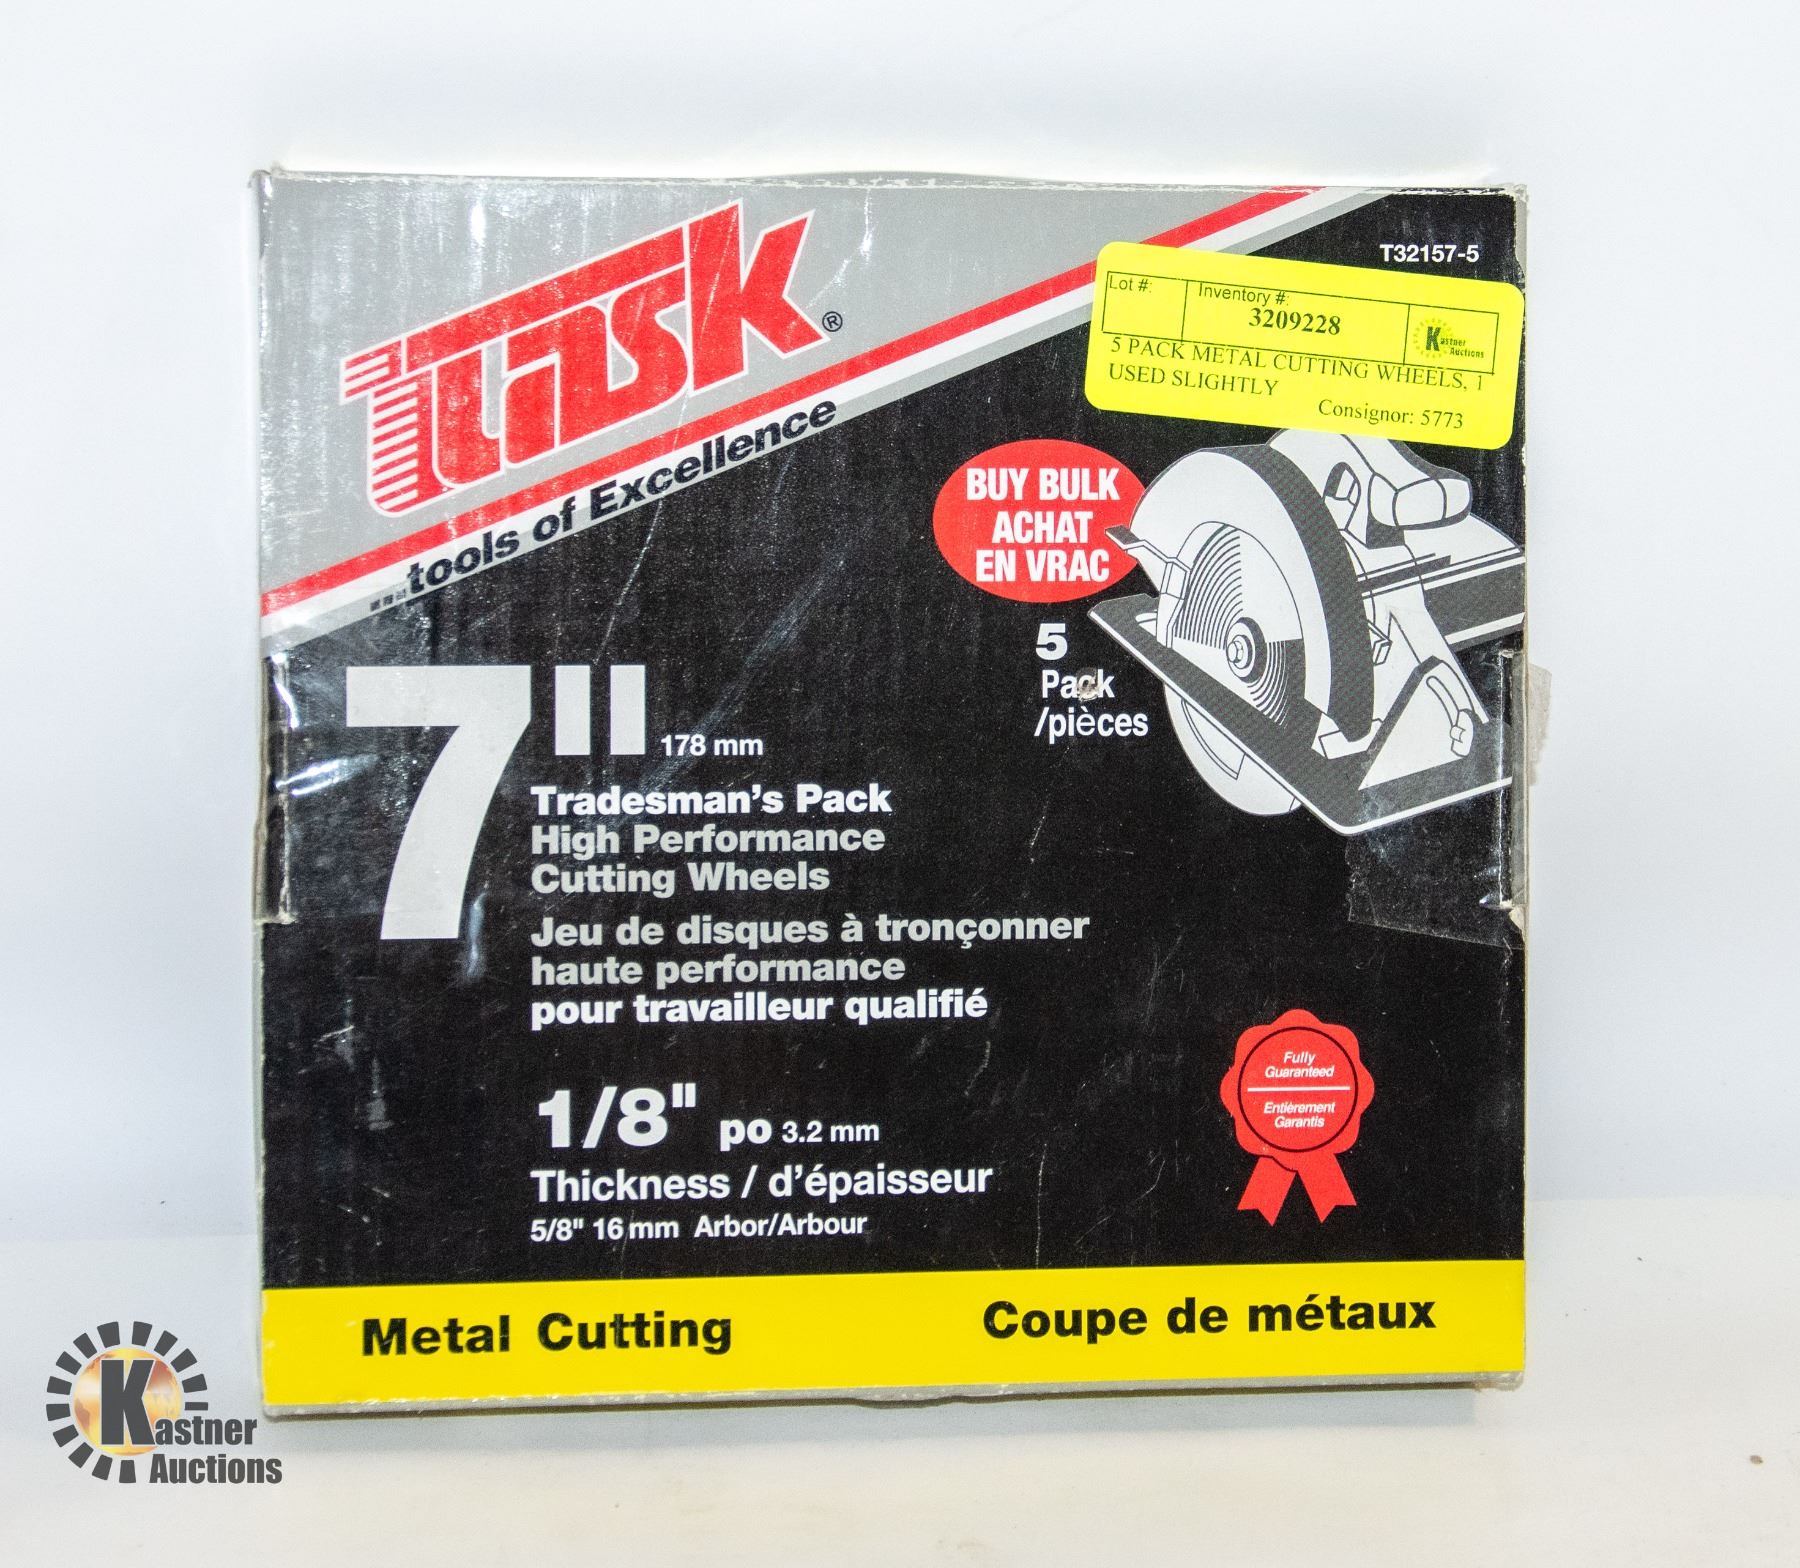 Task®
...tools of Excellence
T32157-5
Lot #:
Inventory #:
3209228
Kastner
Auctions
5 PACK METAL CUTTING WHEELS, 1
USED SLIGHTLY
Consignor: 5773
BUY BULK
ACHAT
EN VRAC
5
Pack
/pièces
7" 178 mm
Tradesman's Pack
High Performance
Cutting Wheels
Jeu de disques à tronçonner
haute performance
pour travailleur qualifié
1/8" po 3.2 mm
Thickness / d'épaisseur
5/8" 16 mm Arbor/Arbour
Fully
Guaranteed
Entièrement
Garantis
Metal Cutting
Coupe de métaux
Kastner
Auctions